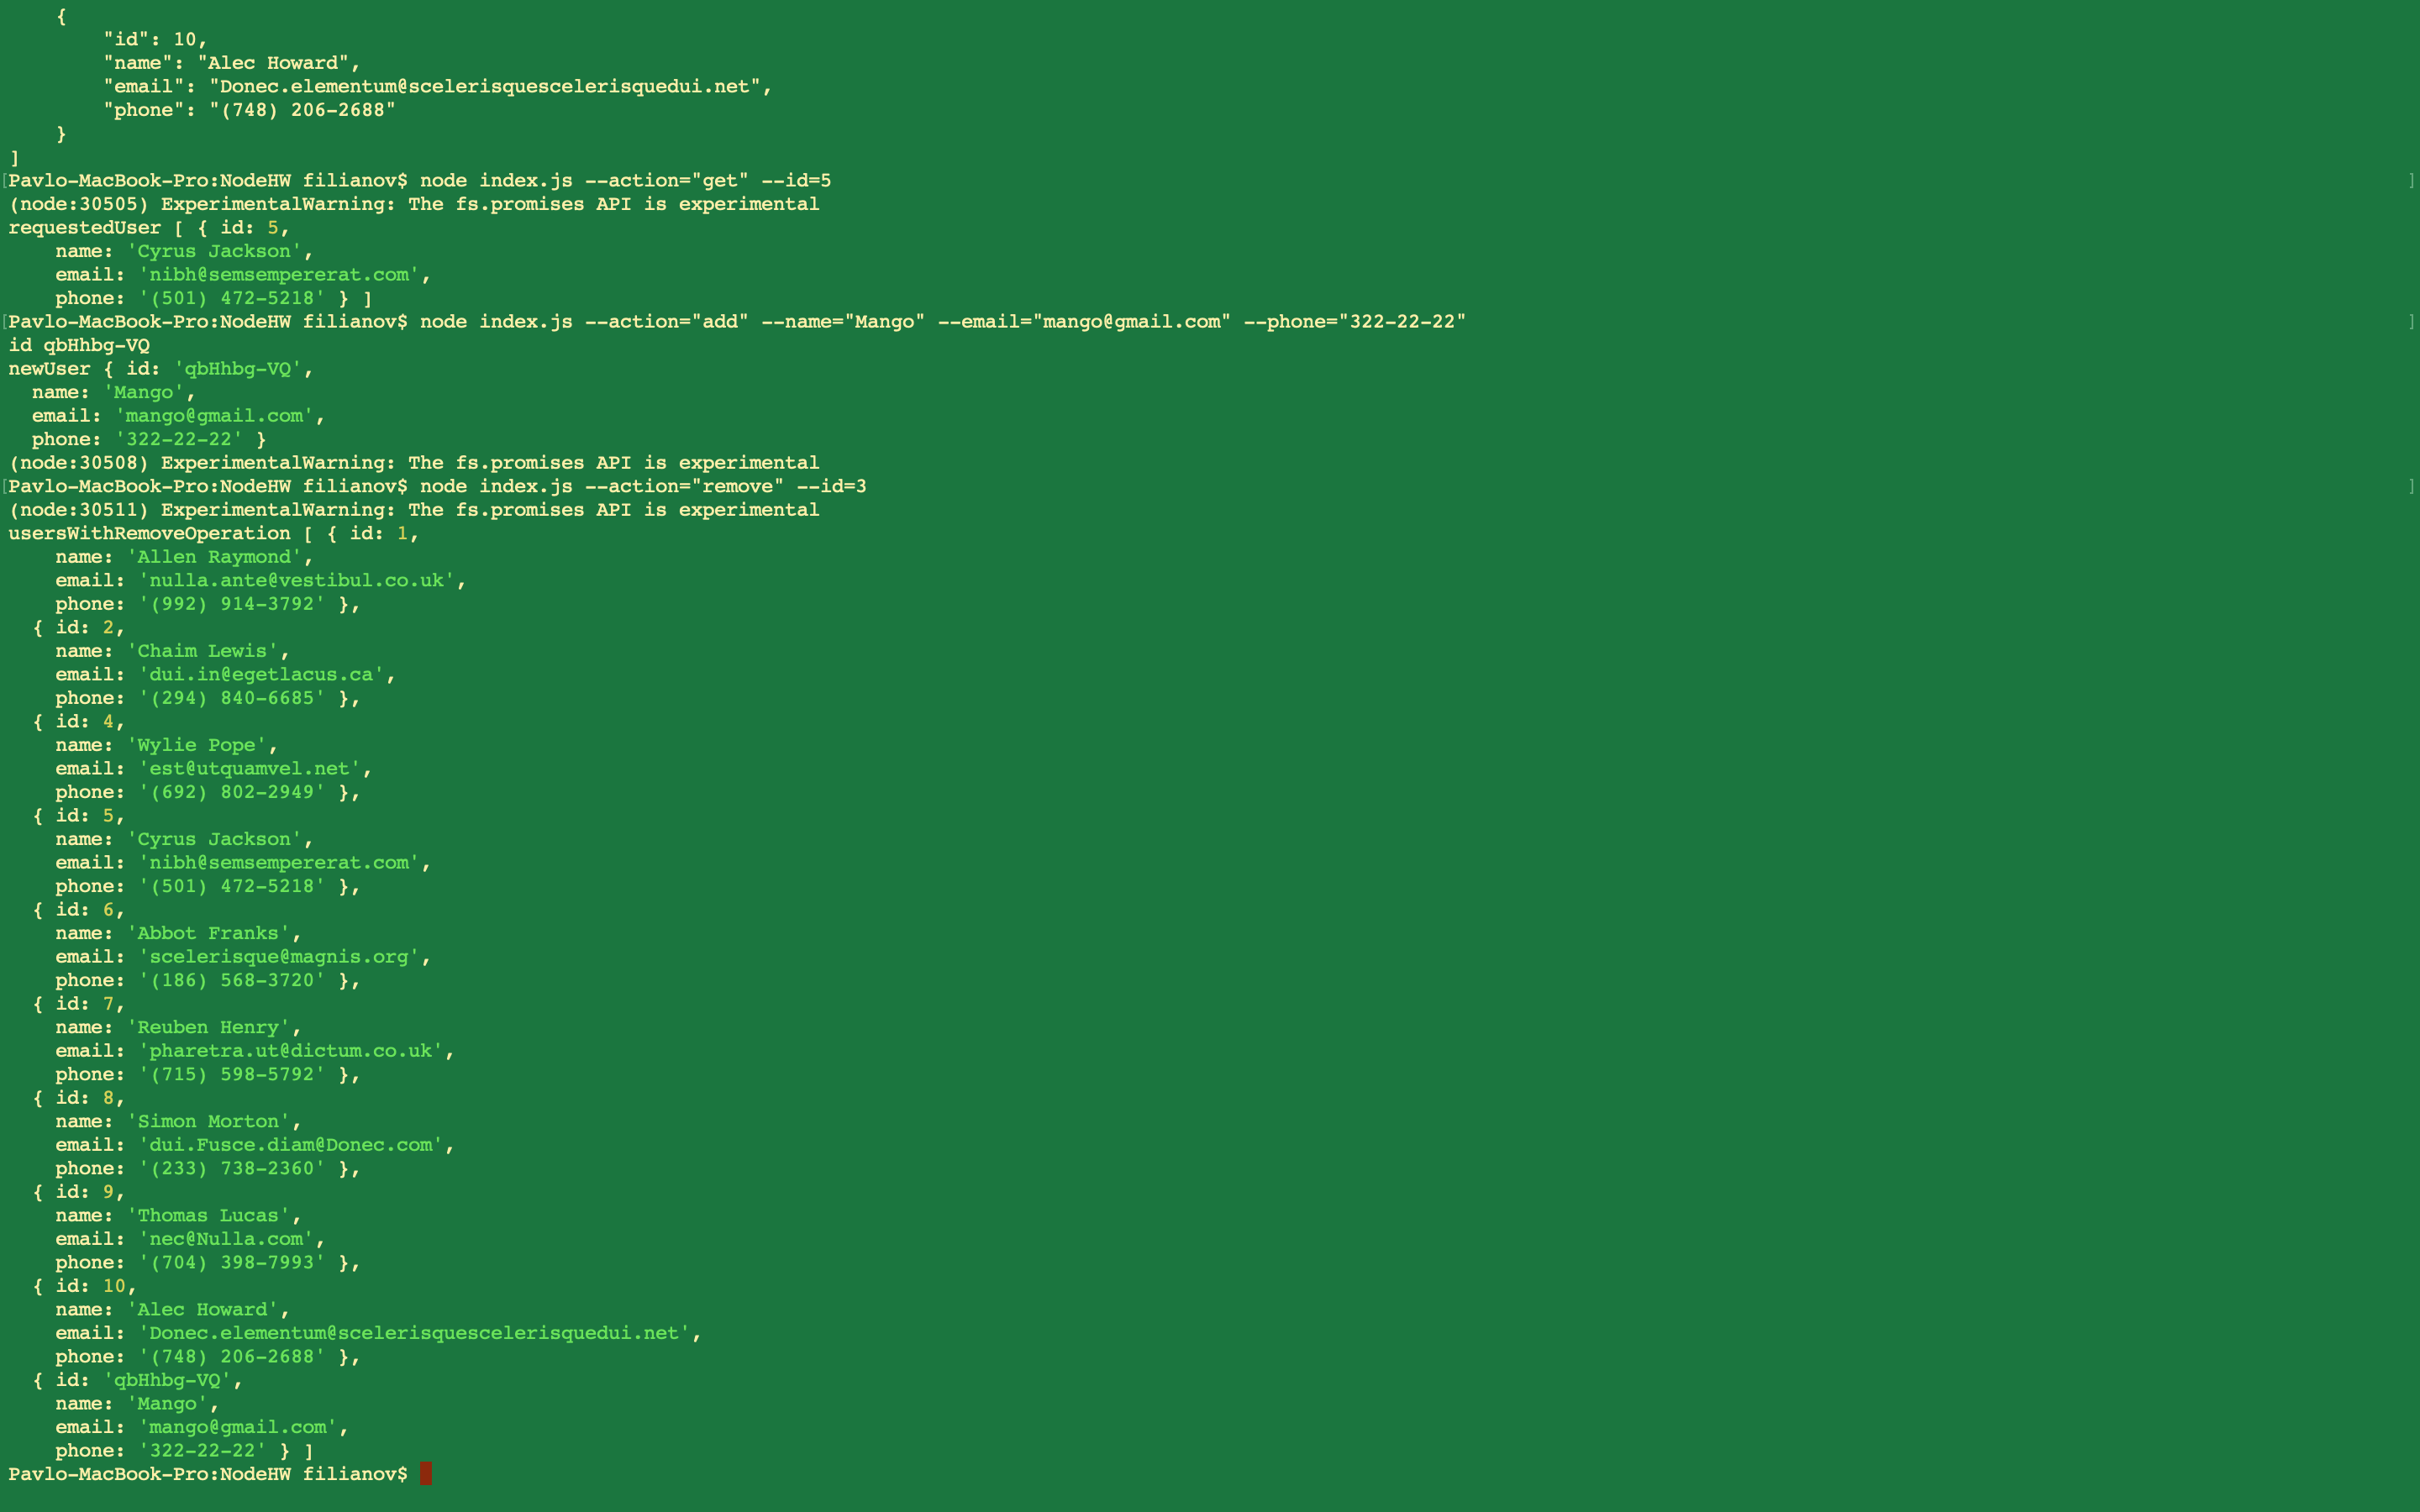 {
        "id": 10,
        "name": "Alec Howard",
        "email": "Donec.elementum@scelerisquescelerisquedui.net",
        "phone": "(748) 206-2688"
    }
]
[Pavlo-MacBook-Pro:NodeHW filianov$ node index.js --action="get" --id=5 ]
(node:30505) ExperimentalWarning: The fs.promises API is experimental
requestedUser [ { id: 5,
    name: 'Cyrus Jackson',
    email: 'nibh@semsempererat.com',
    phone: '(501) 472-5218' } ]
[Pavlo-MacBook-Pro:NodeHW filianov$ node index.js --action="add" --name="Mango" --email="mango@gmail.com" --phone="322-22-22" ]
id qbHhbg-VQ
newUser { id: 'qbHhbg-VQ',
  name: 'Mango',
  email: 'mango@gmail.com',
  phone: '322-22-22' }
(node:30508) ExperimentalWarning: The fs.promises API is experimental
[Pavlo-MacBook-Pro:NodeHW filianov$ node index.js --action="remove" --id=3 ]
(node:30511) ExperimentalWarning: The fs.promises API is experimental
usersWithRemoveOperation [ { id: 1,
    name: 'Allen Raymond',
    email: 'nulla.ante@vestibul.co.uk',
    phone: '(992) 914-3792' },
  { id: 2,
    name: 'Chaim Lewis',
    email: 'dui.in@egetlacus.ca',
    phone: '(294) 840-6685' },
  { id: 4,
    name: 'Wylie Pope',
    email: 'est@utquamvel.net',
    phone: '(692) 802-2949' },
  { id: 5,
    name: 'Cyrus Jackson',
    email: 'nibh@semsempererat.com',
    phone: '(501) 472-5218' },
  { id: 6,
    name: 'Abbot Franks',
    email: 'scelerisque@magnis.org',
    phone: '(186) 568-3720' },
  { id: 7,
    name: 'Reuben Henry',
    email: 'pharetra.ut@dictum.co.uk',
    phone: '(715) 598-5792' },
  { id: 8,
    name: 'Simon Morton',
    email: 'dui.Fusce.diam@Donec.com',
    phone: '(233) 738-2360' },
  { id: 9,
    name: 'Thomas Lucas',
    email: 'nec@Nulla.com',
    phone: '(704) 398-7993' },
  { id: 10,
    name: 'Alec Howard',
    email: 'Donec.elementum@scelerisquescelerisquedui.net',
    phone: '(748) 206-2688' },
  { id: 'qbHhbg-VQ',
    name: 'Mango',
    email: 'mango@gmail.com',
    phone: '322-22-22' } ]
Pavlo-MacBook-Pro:NodeHW filianov$